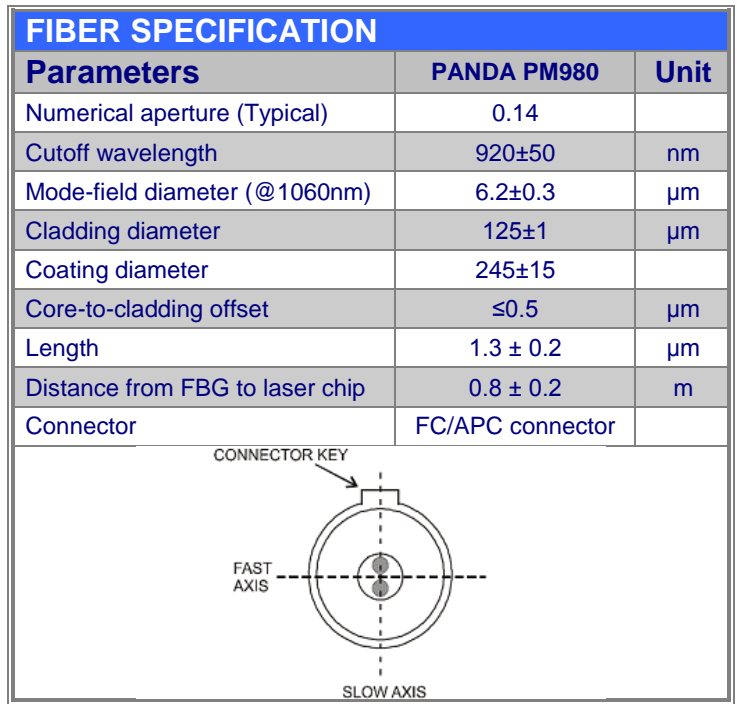 FIBER SPECIFICATION
Parameters PANDA PM980 Unit
Numerical aperture (Typical) 0.14
Cutoff wavelength 920±50 nm
Mode-field diameter (@1060nm) 6.2±0.3 µm
Cladding diameter 125±1 µm
Coating diameter 245±15
Core-to-cladding offset ≤0.5 µm
Length 1.3 ± 0.2 µm
Distance from FBG to laser chip 0.8 ± 0.2 m
Connector FC/APC connector
CONNECTOR KEY
FAST
AXIS
SLOW AXIS